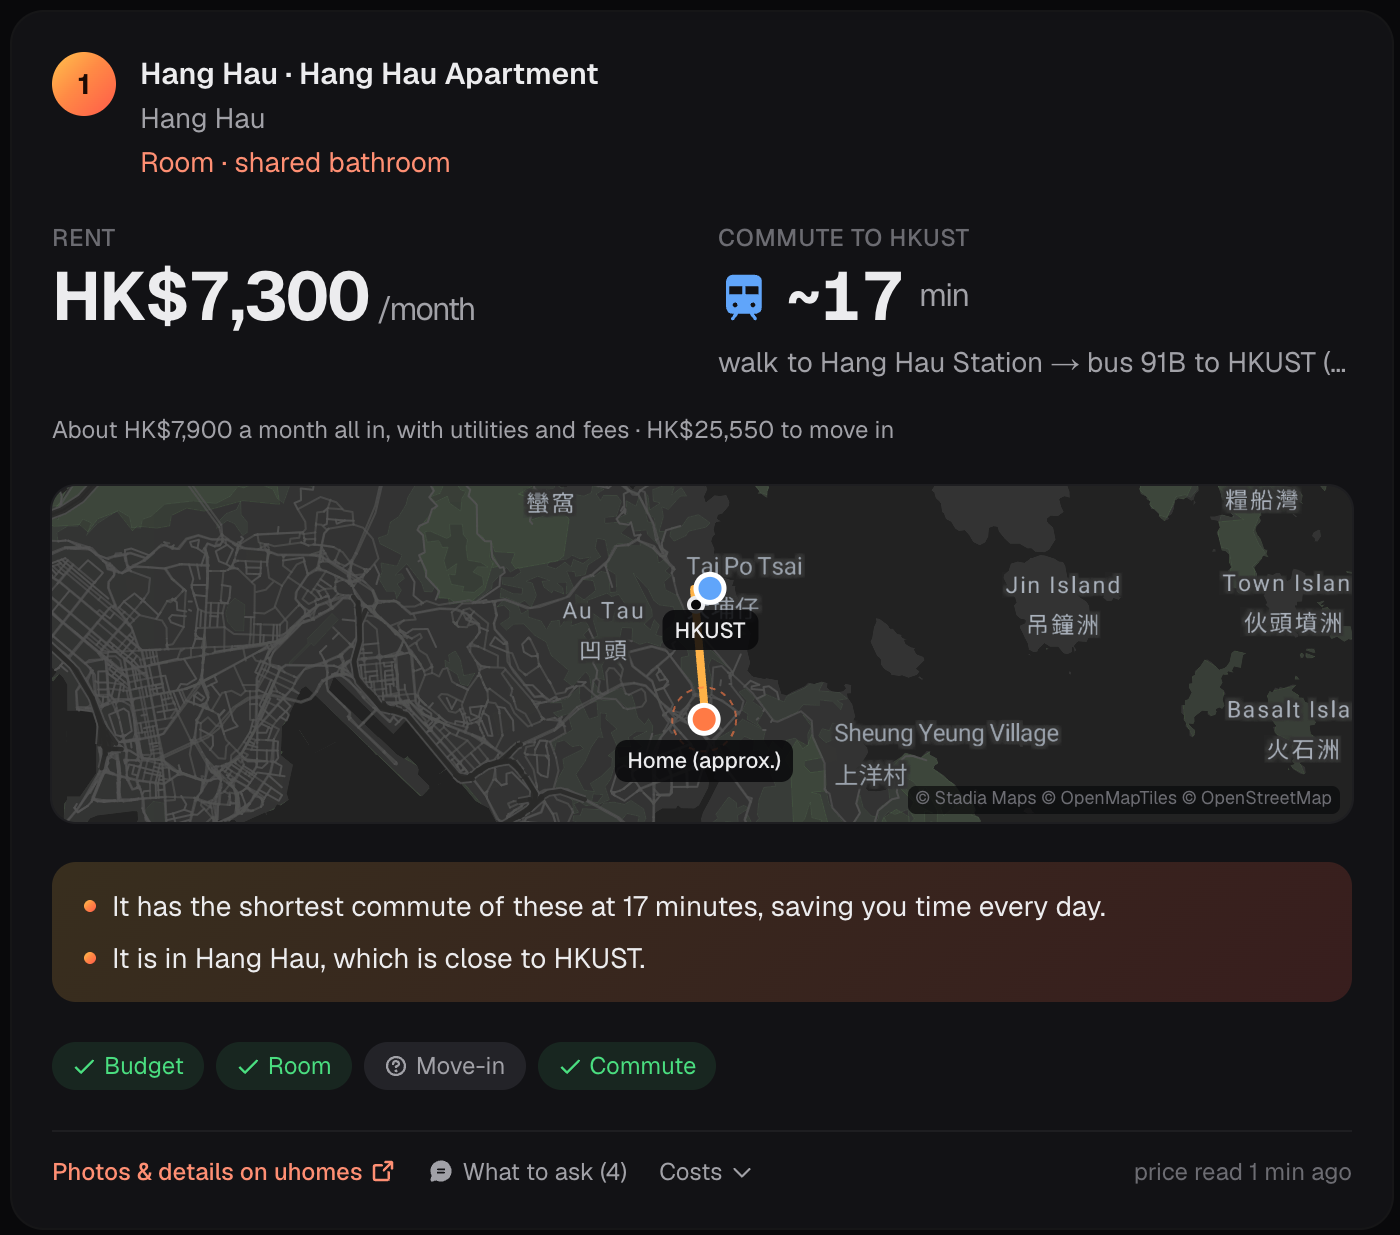 1
Hang Hau · Hang Hau Apartment
Hang Hau
Room · shared bathroom
RENT
HK$7,300 /month
COMMUTE TO HKUST
~17 min
walk to Hang Hau Station → bus 91B to HKUST (...
About HK$7,900 a month all in, with utilities and fees · HK$25,550 to move in
蠻窩
糧船灣
Tai Po Tsai
埔仔
HKUST
Au Tau
凹頭
Jin Island
吊鐘洲
Town Islan
伙頭墳洲
Basalt Isla
火石洲
Sheung Yeung Village
上洋村
Home (approx.)
© Stadia Maps © OpenMapTiles © OpenStreetMap
It has the shortest commute of these at 17 minutes, saving you time every day.
It is in Hang Hau, which is close to HKUST.
Budget
Room
Move-in
Commute
Photos & details on uhomes
What to ask (4)
Costs
price read 1 min ago